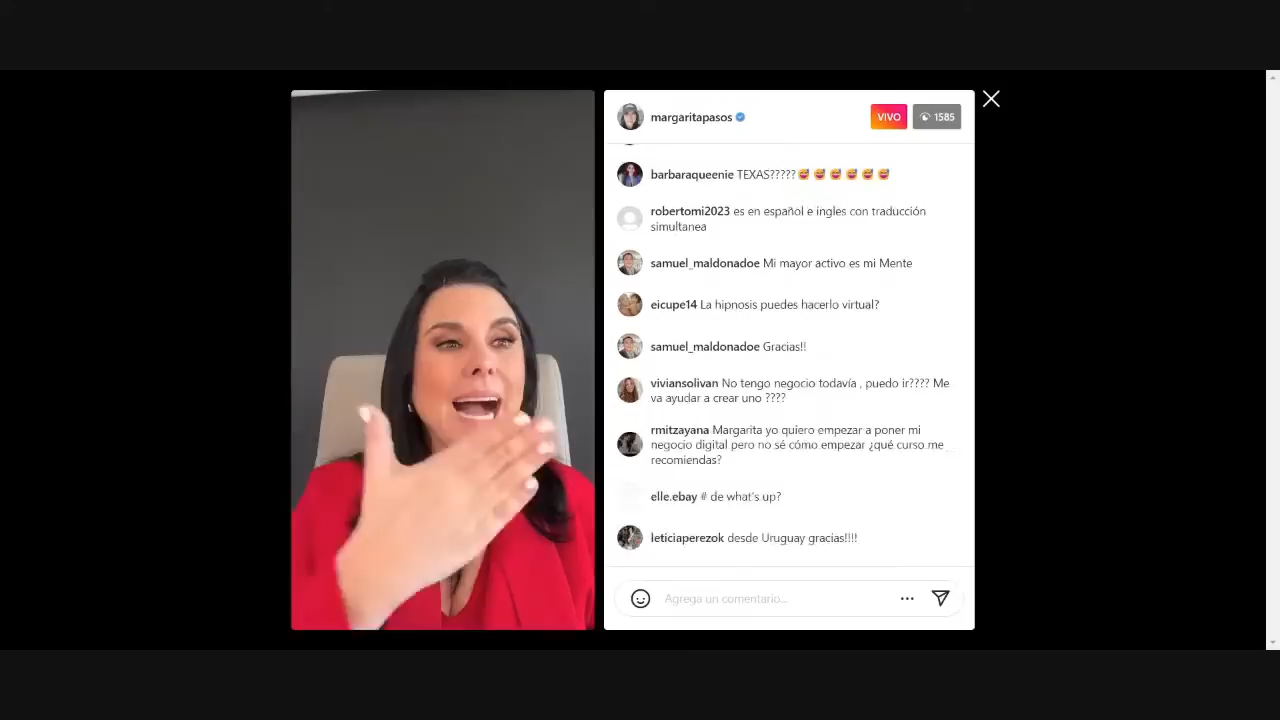 margaritapasos
VIVO
1585
barbaraqueenie TEXAS?????😅😅😅😅😅😅
robertomi2023 es en español e ingles con traducción
simultanea
samuel_maldonadoe Mi mayor activo es mi Mente
eicupe14 La hipnosis puedes hacerlo virtual?
samuel_maldonadoe Gracias!!
viviansolivan No tengo negocio todavía , puedo ir???? Me
va ayudar a crear uno ????
rmitzayana Margarita yo quiero empezar a poner mi
negocio digital pero no sé cómo empezar ¿qué curso me
recomiendas?
elle.ebay # de what's up?
leticiaperezok desde Uruguay gracias!!!!
Agrega un comentario...